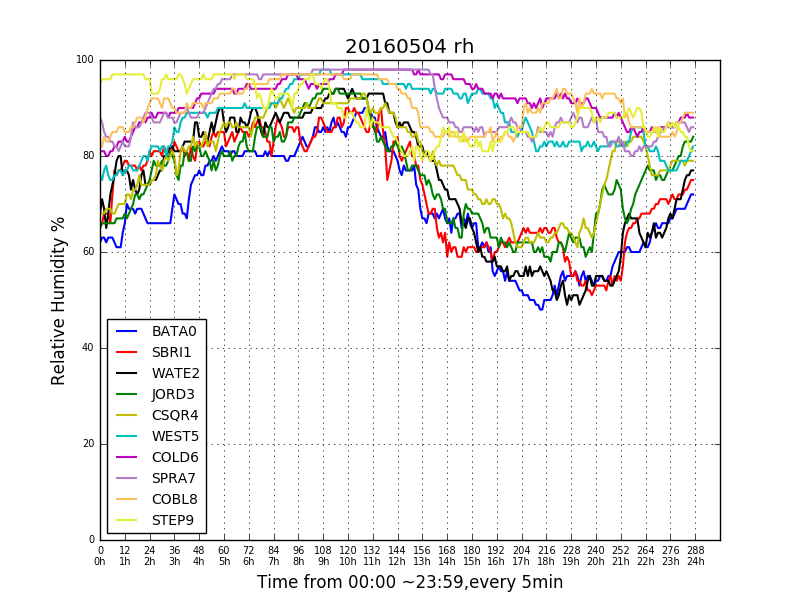 20160504 rh
100
80
60
40
20
0
Relative Humidity %
BATA0
SBRI1
WATE2
JORD3
CSQR4
WEST5
COLD6
SPRA7
COBL8
STEP9
0 12 24 36 48 60 72 84 96 108 120 132 144 156 168 180 192 204 216 228 240 252 264 276 288
0h 1h 2h 3h 4h 5h 6h 7h 8h 9h 10h 11h 12h 13h 14h 15h 16h 17h 18h 19h 20h 21h 22h 23h 24h
Time from 00:00 ~23:59,every 5min